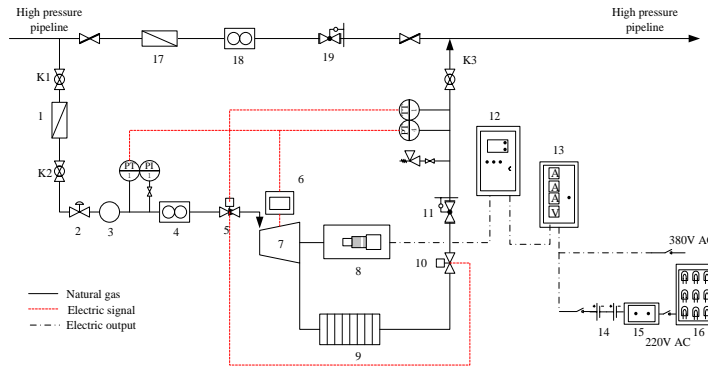 High pressure
pipeline
High pressure
pipeline
17
18
19
K1
K3
1
12
13
K2
PT
1
PI
1
6
A
A
A
V
2
3
4
5
7
11
8
10
380V AC
Natural gas
Electric signal
Electric output
9
14
15
16
220V AC